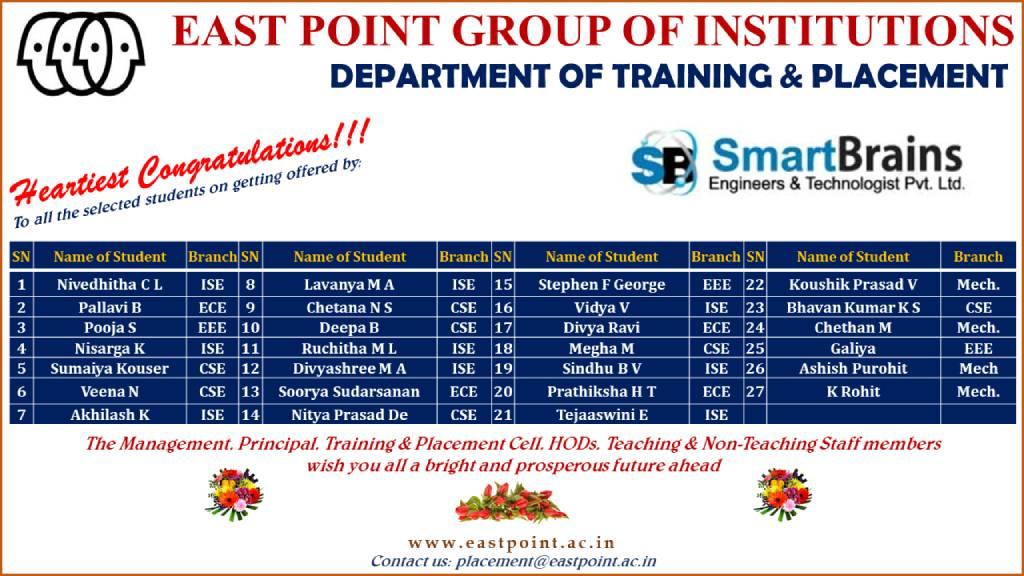 EAST POINT GROUP OF INSTITUTIONS
DEPARTMENT OF TRAINING & PLACEMENT
Heartiest Congratulations!!!
To all the selected students on getting offered by:
SB SmartBrains
Engineers & Technologist Pvt. Ltd.
SN Name of Student Branch SN Name of Student Branch SN Name of Student Branch SN Name of Student Branch
1 Nivedhitha C L ISE 8 Lavanya M A ISE 15 Stephen F George EEE 22 Koushik Prasad V Mech.
2 Pallavi B ECE 9 Chetana N S CSE 16 Vidya V ISE 23 Bhavan Kumar K S CSE
3 Pooja S EEE 10 Deepa B CSE 17 Divya Ravi ECE 24 Chethan M Mech.
4 Nisarga K ISE 11 Ruchitha M L ISE 18 Megha M CSE 25 Galiya EEE
5 Sumaiya Kouser CSE 12 Divyashree M A ISE 19 Sindhu B V ISE 26 Ashish Purohit Mech
6 Veena N CSE 13 Soorya Sudarsanan ECE 20 Prathiksha H T ECE 27 K Rohit Mech.
7 Akhilash K ISE 14 Nitya Prasad De CSE 21 Tejaaswini E ISE
The Management, Principal, Training & Placement Cell, HODs, Teaching & Non-Teaching Staff members
wish you all a bright and prosperous future ahead
www.eastpoint.ac.in
Contact us: placement@eastpoint.ac.in